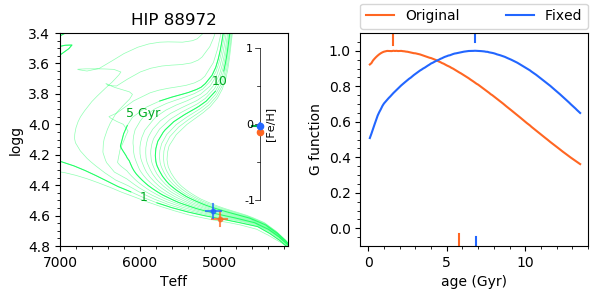 HIP 88972
3.4
3.6
3.8
4.0
4.2
4.4
4.6
4.8
logg
7000
6000
5000
Teff
5 Gyr
10
1
1
0
-1
[Fe/H]
Original
Fixed
1.0
0.8
0.6
0.4
0.2
0.0
G function
0
5
10
age (Gyr)